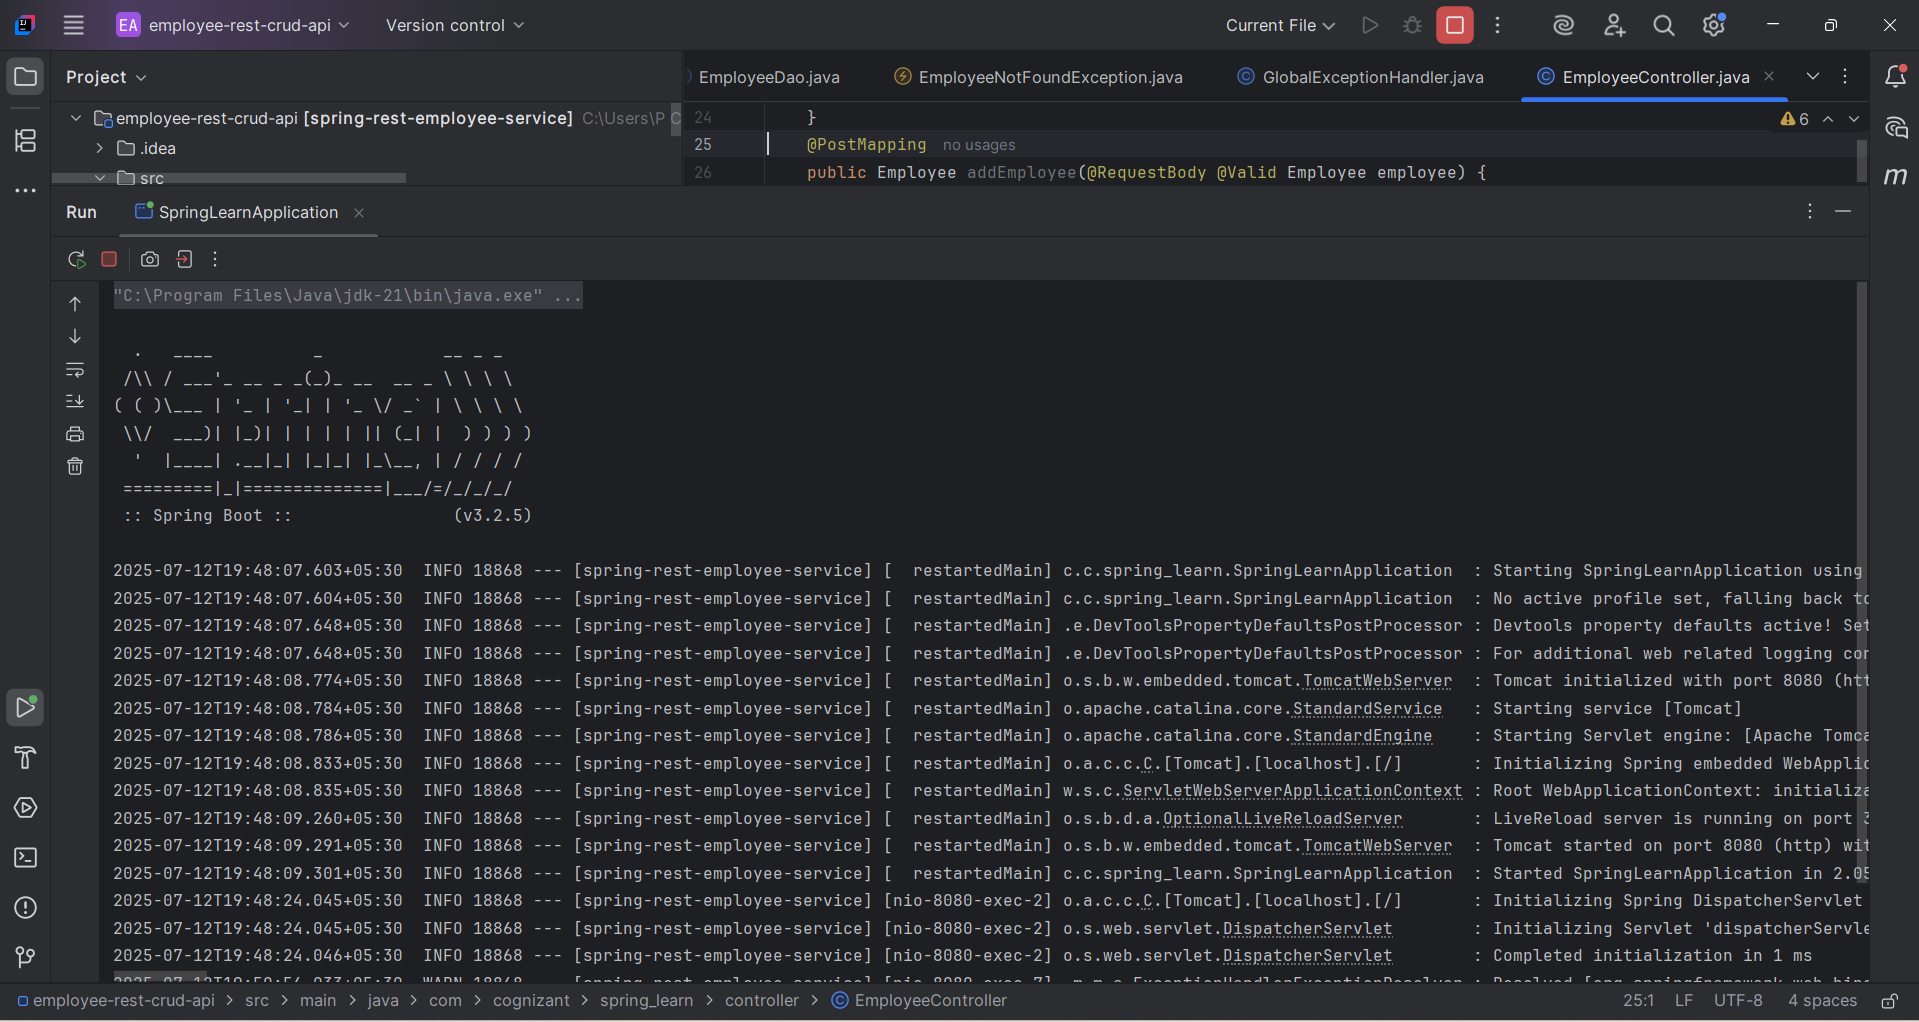 EA employee-rest-crud-api Version control Current File
Project
EmployeeDao.java EmployeeNotFoundException.java GlobalExceptionHandler.java EmployeeController.java
employee-rest-crud-api [spring-rest-employee-service] C:\Users\P C
.idea
src
24 }
6
25 @PostMapping no usages
26 public Employee addEmployee(@RequestBody @Valid Employee employee) {
m
Run SpringLearnApplication
"C:\Program Files\Java\jdk-21\bin\java.exe" ...
  .   ____          _            __ _ _
 /\\ / ___'_ __ _ _(_)_ __  __ _ \ \ \ \
( ( )\___ | '_ | '_| | '_ \/ _` | \ \ \ \
 \\/  ___)| |_)| | | | | || (_| |  ) ) ) )
  '  |____| .__|_| |_|_| |_\__, | / / / /
 =========|_|==============|___/=/_/_/_/
 :: Spring Boot ::                (v3.2.5)
2025-07-12T19:48:07.603+05:30  INFO 18868 --- [spring-rest-employee-service] [  restartedMain] c.c.spring_learn.SpringLearnApplication  : Starting SpringLearnApplication using
2025-07-12T19:48:07.604+05:30  INFO 18868 --- [spring-rest-employee-service] [  restartedMain] c.c.spring_learn.SpringLearnApplication  : No active profile set, falling back to
2025-07-12T19:48:07.648+05:30  INFO 18868 --- [spring-rest-employee-service] [  restartedMain] .e.DevToolsPropertyDefaultsPostProcessor : Devtools property defaults active! Set
2025-07-12T19:48:07.648+05:30  INFO 18868 --- [spring-rest-employee-service] [  restartedMain] .e.DevToolsPropertyDefaultsPostProcessor : For additional web related logging con
2025-07-12T19:48:08.774+05:30  INFO 18868 --- [spring-rest-employee-service] [  restartedMain] o.s.b.w.embedded.tomcat.TomcatWebServer  : Tomcat initialized with port 8080 (htt
2025-07-12T19:48:08.784+05:30  INFO 18868 --- [spring-rest-employee-service] [  restartedMain] o.apache.catalina.core.StandardService   : Starting service [Tomcat]
2025-07-12T19:48:08.786+05:30  INFO 18868 --- [spring-rest-employee-service] [  restartedMain] o.apache.catalina.core.StandardEngine    : Starting Servlet engine: [Apache Tomca
2025-07-12T19:48:08.833+05:30  INFO 18868 --- [spring-rest-employee-service] [  restartedMain] o.a.c.c.C.[Tomcat].[localhost].[/]       : Initializing Spring embedded WebApplic
2025-07-12T19:48:08.835+05:30  INFO 18868 --- [spring-rest-employee-service] [  restartedMain] w.s.c.ServletWebServerApplicationContext : Root WebApplicationContext: initializa
2025-07-12T19:48:09.260+05:30  INFO 18868 --- [spring-rest-employee-service] [  restartedMain] o.s.b.d.a.OptionalLiveReloadServer       : LiveReload server is running on port 3
2025-07-12T19:48:09.291+05:30  INFO 18868 --- [spring-rest-employee-service] [  restartedMain] o.s.b.w.embedded.tomcat.TomcatWebServer  : Tomcat started on port 8080 (http) wit
2025-07-12T19:48:09.301+05:30  INFO 18868 --- [spring-rest-employee-service] [  restartedMain] c.c.spring_learn.SpringLearnApplication  : Started SpringLearnApplication in 2.05
2025-07-12T19:48:24.045+05:30  INFO 18868 --- [spring-rest-employee-service] [nio-8080-exec-2] o.a.c.c.C.[Tomcat].[localhost].[/]       : Initializing Spring DispatcherServlet
2025-07-12T19:48:24.045+05:30  INFO 18868 --- [spring-rest-employee-service] [nio-8080-exec-2] o.s.web.servlet.DispatcherServlet        : Initializing Servlet 'dispatcherServle
2025-07-12T19:48:24.046+05:30  INFO 18868 --- [spring-rest-employee-service] [nio-8080-exec-2] o.s.web.servlet.DispatcherServlet        : Completed initialization in 1 ms
employee-rest-crud-api > src > main > java > com > cognizant > spring_learn > controller > EmployeeController 25:1 LF UTF-8 4 spaces